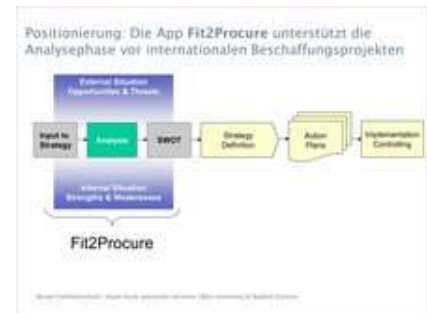 Positionierung: Die App Fit2Procure unterstützt die
Analysephase vor internationalen Beschaffungsprojekten
External Situation
Opportunities & Threats
Input to
Strategy
Analysis
SWOT
Strategy
Definition
Action
Plans
Implementation
Controlling
Internal Situation
Strengths & Weaknesses
Fit2Procure